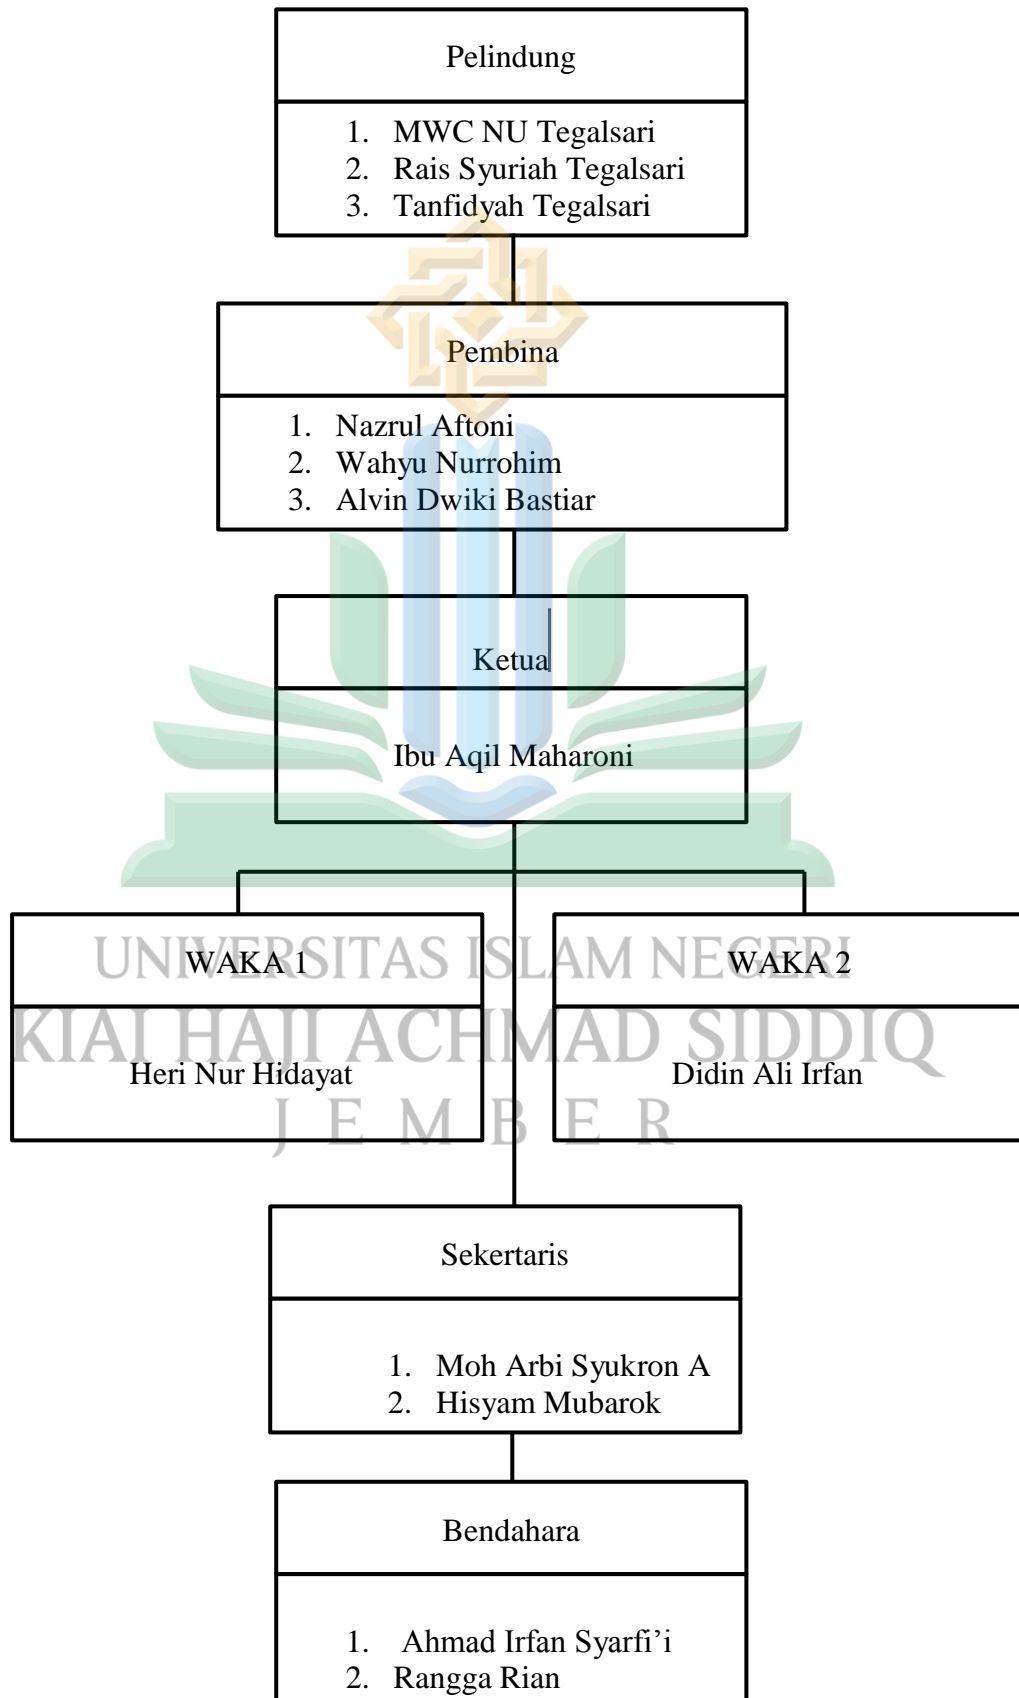 Pelindung
1. MWC NU Tegalsari
2. Rais Syuriah Tegalsari
3. Tanfidyah Tegalsari
Pembina
1. Nazrul Aftoni
2. Wahyu Nurrohim
3. Alvin Dwiki Bastiar
Ketua
Ibu Aqil Maharoni
WAKA 1
Heri Nur Hidayat
WAKA 2
Didin Ali Irfan
UNIVERSITAS ISLAM NEGERI
KIAI HAJI ACHMAD SIDDIQ
JEMBER
Sekertaris
1. Moh Arbi Syukron A
2. Hisyam Mubarok
Bendahara
1. Ahmad Irfan Syarfi’i
2. Rangga Rian